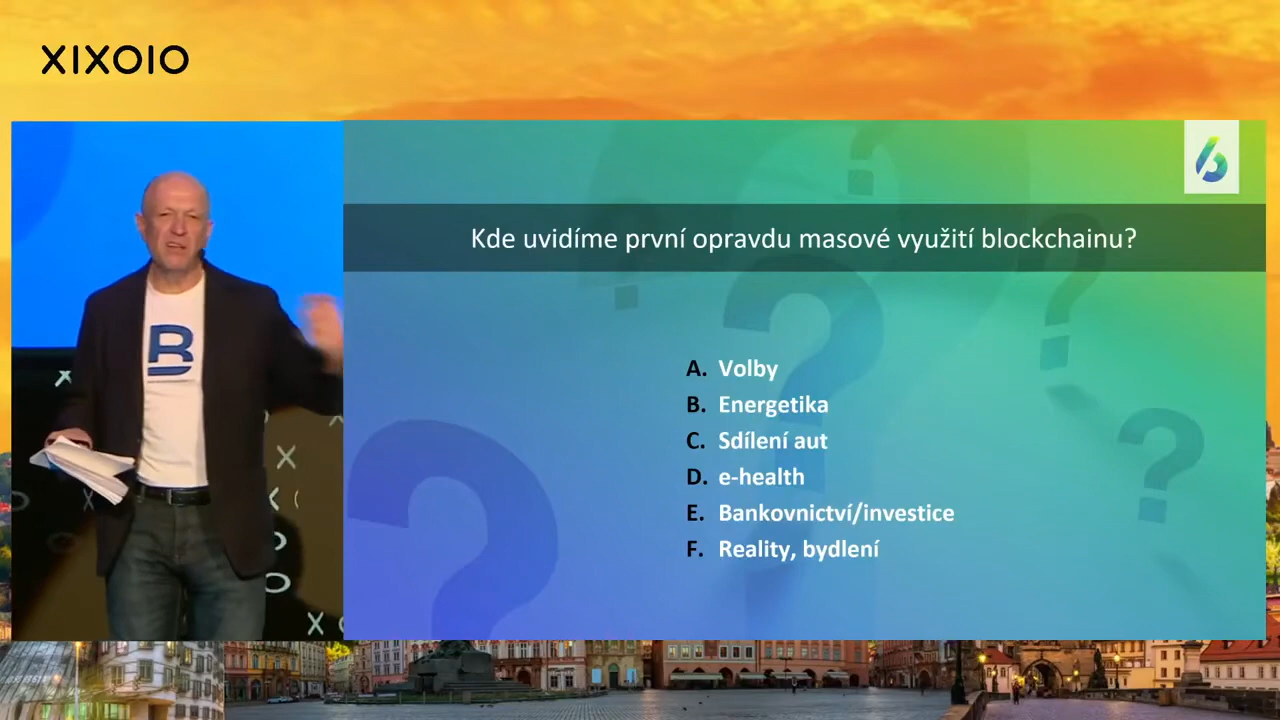 XIXOIO
Kde uvidíme první opravdu masové využití blockchainu?
B
A. Volby
B. Energetika
C. Sdílení aut
D. e-health
E. Bankovnictví/investice
F. Reality, bydlení